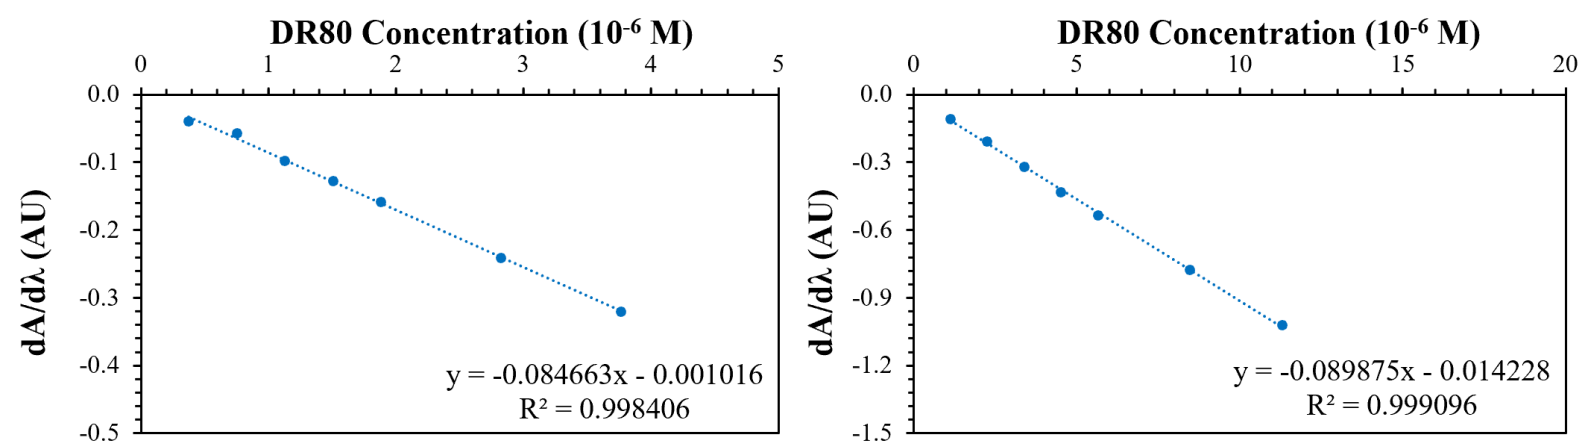 DR80 Concentration (10⁻⁶ M)
0 1 2 3 4 5
0.0
-0.1
-0.2
-0.3
-0.4
-0.5
dA/dλ (AU)
y = -0.084663x - 0.001016
R² = 0.998406
DR80 Concentration (10⁻⁶ M)
0 5 10 15 20
0.0
-0.3
-0.6
-0.9
-1.2
-1.5
dA/dλ (AU)
y = -0.089875x - 0.014228
R² = 0.999096